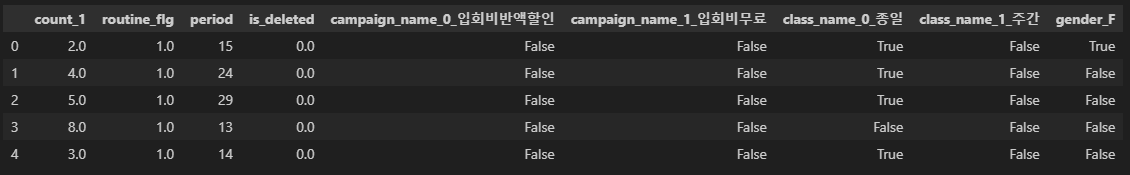 count_1 routine_flg period is_deleted campaign_name_0_입회비반액할인 campaign_name_1_입회비무료 class_name_0_종일 class_name_1_주간 gender_F
0 2.0 1.0 15 0.0 False False True False True
1 4.0 1.0 24 0.0 False False True False False
2 5.0 1.0 29 0.0 False False True False False
3 8.0 1.0 13 0.0 False False False False False
4 3.0 1.0 14 0.0 False False True False False